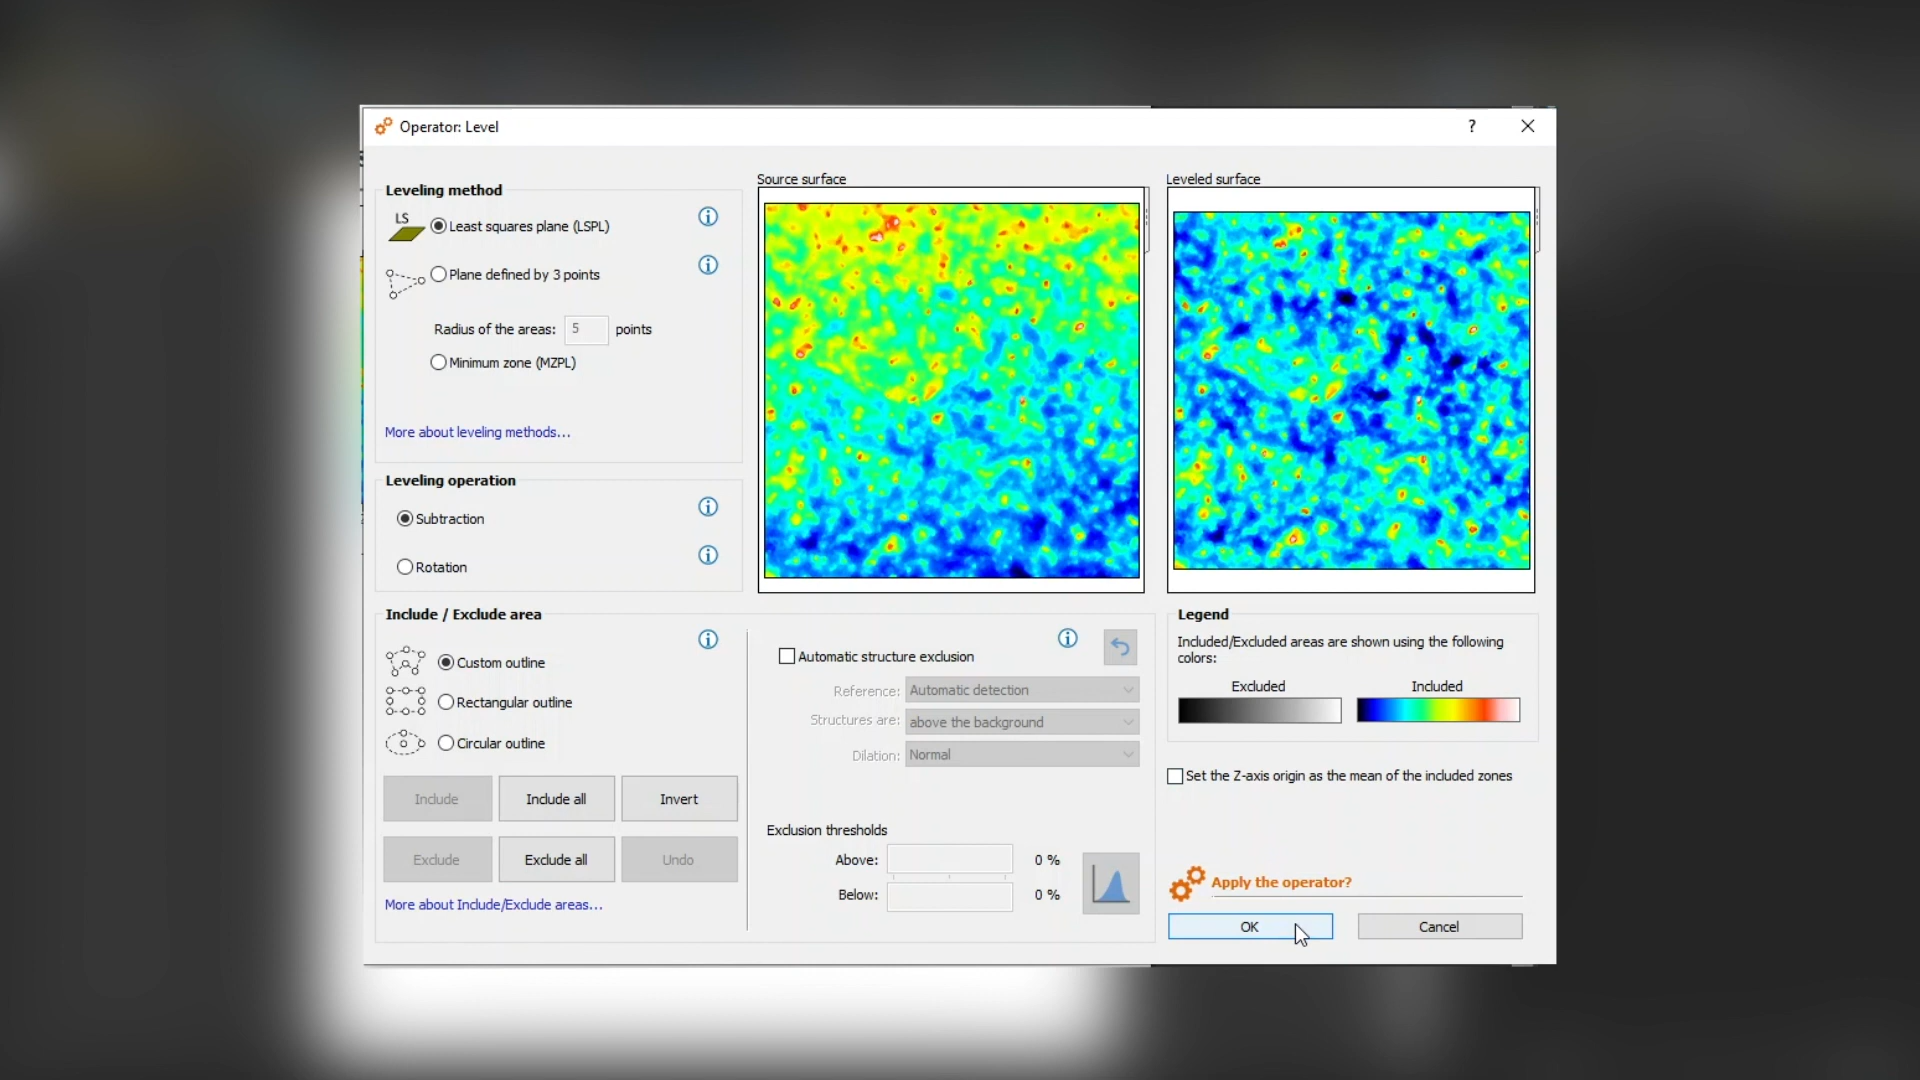 Operator: Level
?
Leveling method
LS
Least squares plane (LSPL)
Plane defined by 3 points
Radius of the areas: 5 points
Minimum zone (MZPL)
More about leveling methods...
Leveling operation
Subtraction
Rotation
Source surface
Leveled surface
Include / Exclude area
Custom outline
Rectangular outline
Circular outline
Include
Include all
Invert
Exclude
Exclude all
Undo
More about Include/Exclude areas...
Automatic structure exclusion
Reference: Automatic detection
Structures are: above the background
Dilation: Normal
Exclusion thresholds
Above: 0 %
Below: 0 %
Legend
Included/Excluded areas are shown using the following
colors:
Excluded
Included
Set the Z-axis origin as the mean of the included zones
Apply the operator?
OK
Cancel